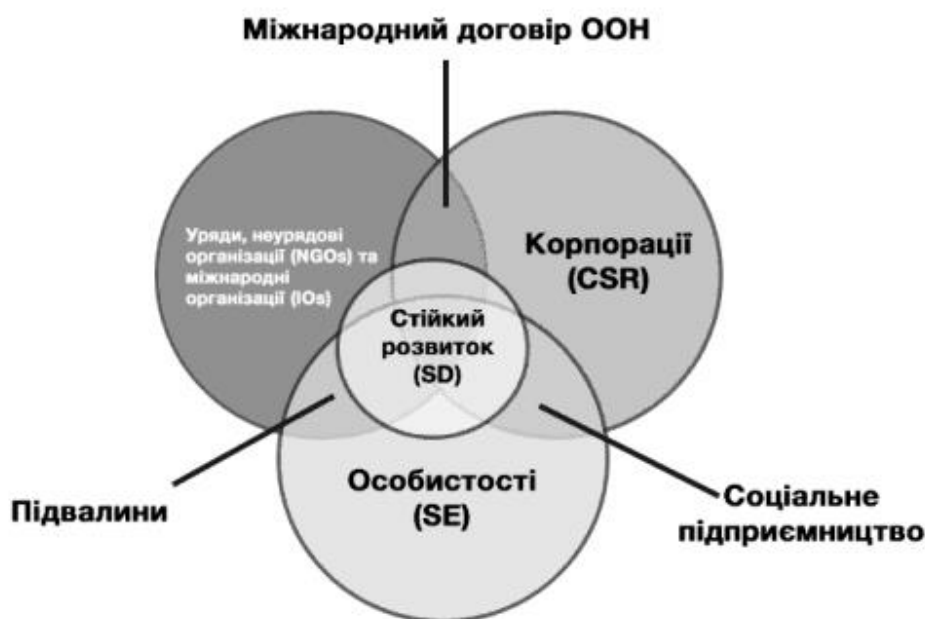 Міжнародний договір ООН
Уряди, неурядові
організації (NGOs) та
міжнародні
організації (IOs)
Корпорації
(CSR)
Стійкий
розвиток
(SD)
Особистості
(SE)
Підвалини
Соціальне
підприємництво